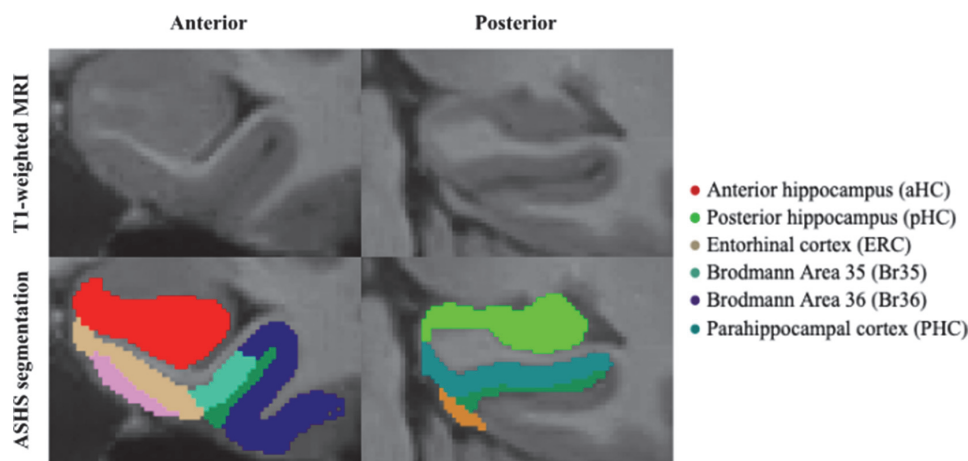 Anterior
Posterior
T1-weighted MRI
ASHS segmentation
Anterior hippocampus (aHC)
Posterior hippocampus (pHC)
Entorhinal cortex (ERC)
Brodmann Area 35 (Br35)
Brodmann Area 36 (Br36)
Parahippocampal cortex (PHC)